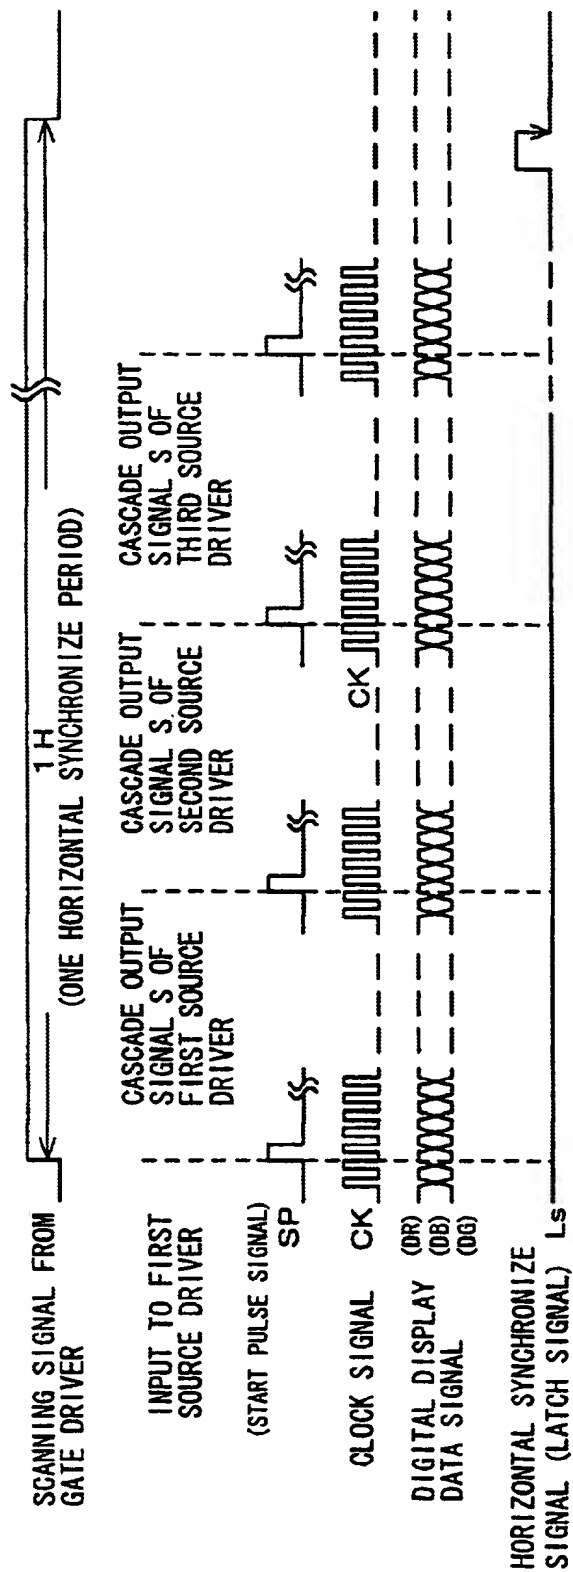 SCANNING SIGNAL FROM
GATE DRIVER
1H
(ONE HORIZONTAL SYNCHRONIZE PERIOD)
INPUT TO FIRST
SOURCE DRIVER
CASCADE OUTPUT
SIGNAL S OF
FIRST SOURCE
DRIVER
CASCADE OUTPUT
SIGNAL S. OF
SECOND SOURCE
DRIVER
CASCADE OUTPUT
SIGNAL S OF
THIRD SOURCE
DRIVER
(START PULSE SIGNAL)
SP
CLOCK SIGNAL CK
CK
DIGITAL DISPLAY
DATA SIGNAL
(DR)
(DB)
(DG)
HORIZONTAL SYNCHRONIZE
SIGNAL (LATCH SIGNAL) Ls